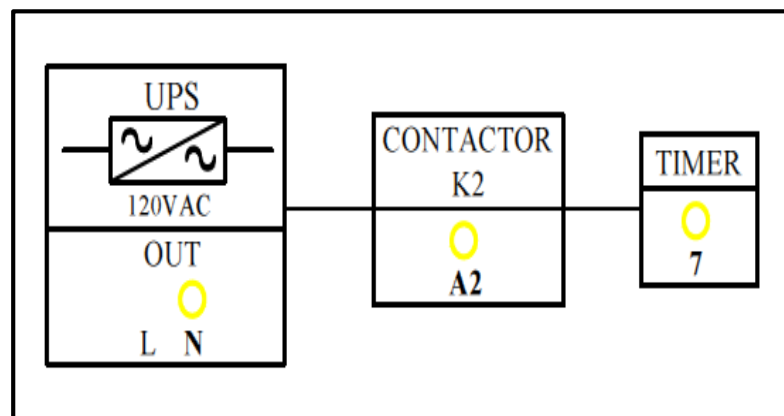 UPS
120VAC
OUT
L N
CONTACTOR
K2
A2
TIMER
7